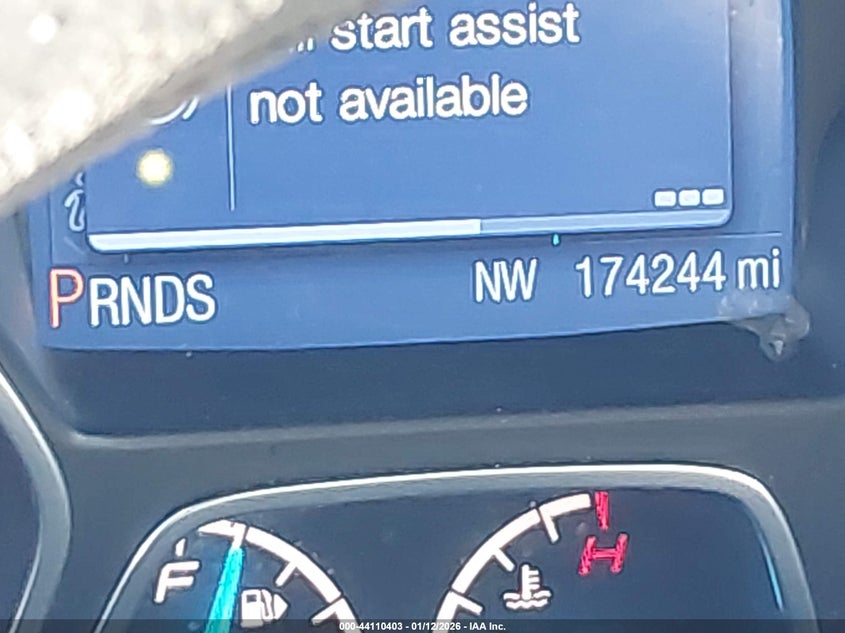 start assist
not available
PRNDS NW 174244 mi
F H
000-44110403 - 01/12/2026 - IAA Inc.